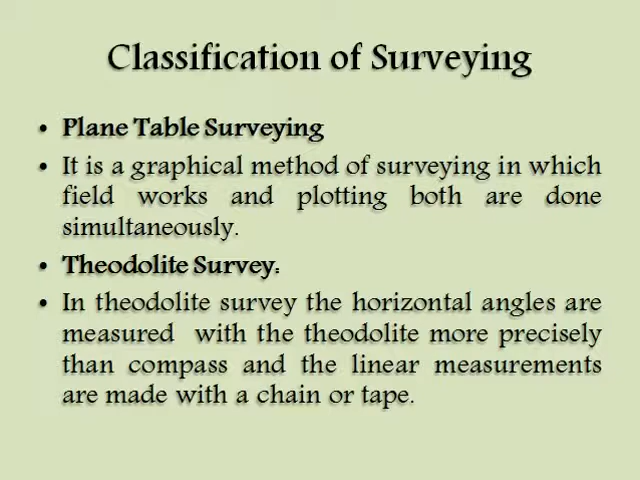 Classification of Surveying
• Plane Table Surveying
• It is a graphical method of surveying in which
field works and plotting both are done
simultaneously.
• Theodolite Survey:
• In theodolite survey the horizontal angles are
measured with the theodolite more precisely
than compass and the linear measurements
are made with a chain or tape.